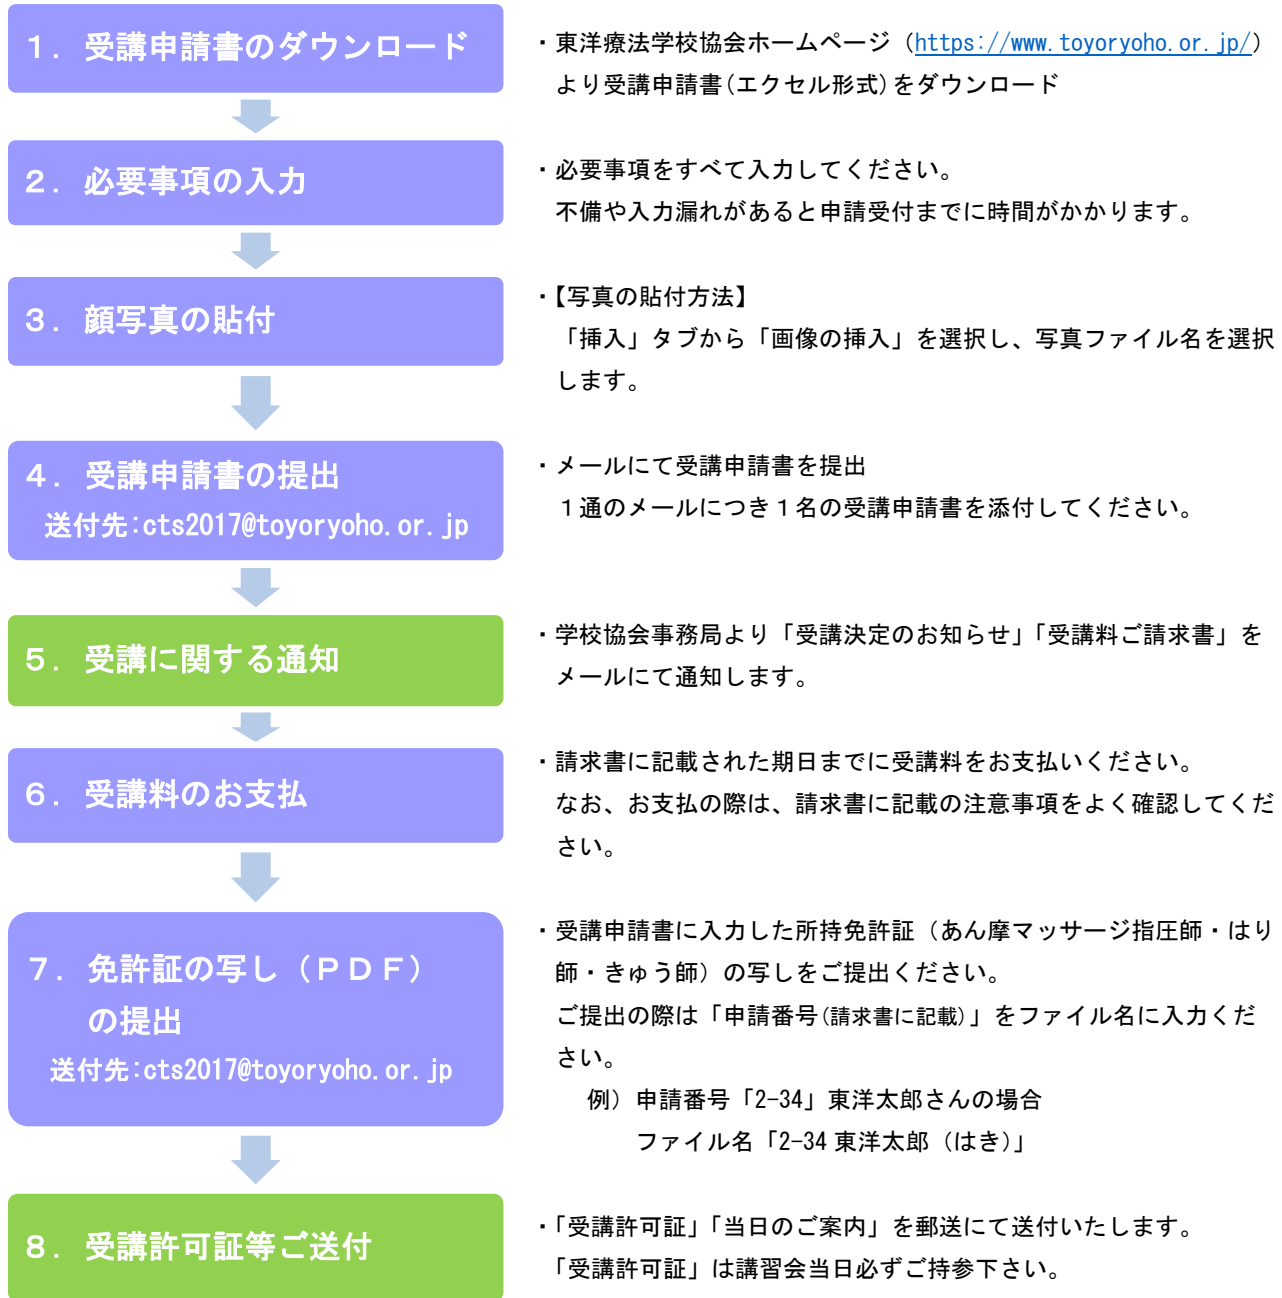 １．受講申請書のダウンロード
・東洋療法学校協会ホームページ（https://www.toyoryoho.or.jp/）
より受講申請書(エクセル形式)をダウンロード
２．必要事項の入力
・必要事項をすべて入力してください。
不備や入力漏れがあると申請受付までに時間がかかります。
３．顔写真の貼付
・【写真の貼付方法】
「挿入」タブから「画像の挿入」を選択し、写真ファイル名を選択
します。
４．受講申請書の提出
送付先:cts2017@toyoryoho.or.jp
・メールにて受講申請書を提出
１通のメールにつき１名の受講申請書を添付してください。
５．受講に関する通知
・学校協会事務局より「受講決定のお知らせ」「受講料ご請求書」を
メールにて通知します。
６．受講料のお支払
・請求書に記載された期日までに受講料をお支払いください。
なお、お支払の際は、請求書に記載の注意事項をよく確認してくだ
さい。
７．免許証の写し（ＰＤＦ）
の提出
送付先:cts2017@toyoryoho.or.jp
・受講申請書に入力した所持免許証（あん摩マッサージ指圧師・はり
師・きゅう師）の写しをご提出ください。
ご提出の際は「申請番号(請求書に記載)」をファイル名に入力くだ
さい。
例）申請番号「2-34」東洋太郎さんの場合
ファイル名「2-34 東洋太郎（はき）」
８．受講許可証等ご送付
・「受講許可証」「当日のご案内」を郵送にて送付いたします。
「受講許可証」は講習会当日必ずご持参下さい。